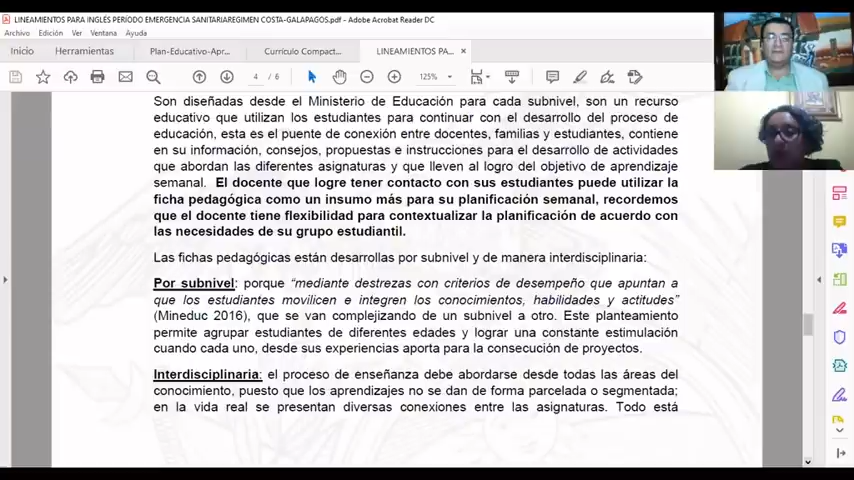 LINEAMIENTOS PARA INGLÉS PERÍODO EMERGENCIA SANITARIAREGIMEN COSTA-GALAPAGOS.pdf - Adobe Acrobat Reader DC
Archivo Edición Ver Ventana Ayuda
Inicio Herramientas Plan-Educativo-Apr... Currículo Compact... LINEAMIENTOS PA... ×
4 / 6 125%
Son diseñadas desde el Ministerio de Educación para cada subnivel, son un recurso
educativo que utilizan los estudiantes para continuar con el desarrollo del proceso de
educación, esta es el puente de conexión entre docentes, familias y estudiantes, contiene
en su información, consejos, propuestas e instrucciones para el desarrollo de actividades
que abordan las diferentes asignaturas y que lleven al logro del objetivo de aprendizaje
semanal. El docente que logre tener contacto con sus estudiantes puede utilizar la
ficha pedagógica como un insumo más para su planificación semanal, recordemos
que el docente tiene flexibilidad para contextualizar la planificación de acuerdo con
las necesidades de su grupo estudiantil.
Las fichas pedagógicas están desarrollas por subnivel y de manera interdisciplinaria:
Por subnivel: porque "mediante destrezas con criterios de desempeño que apuntan a
que los estudiantes movilicen e integren los conocimientos, habilidades y actitudes"
(Mineduc 2016), que se van complejizando de un subnivel a otro. Este planteamiento
permite agrupar estudiantes de diferentes edades y lograr una constante estimulación
cuando cada uno, desde sus experiencias aporta para la consecución de proyectos.
Interdisciplinaria: el proceso de enseñanza debe abordarse desde todas las áreas del
conocimiento, puesto que los aprendizajes no se dan de forma parcelada o segmentada;
en la vida real se presentan diversas conexiones entre las asignaturas. Todo está